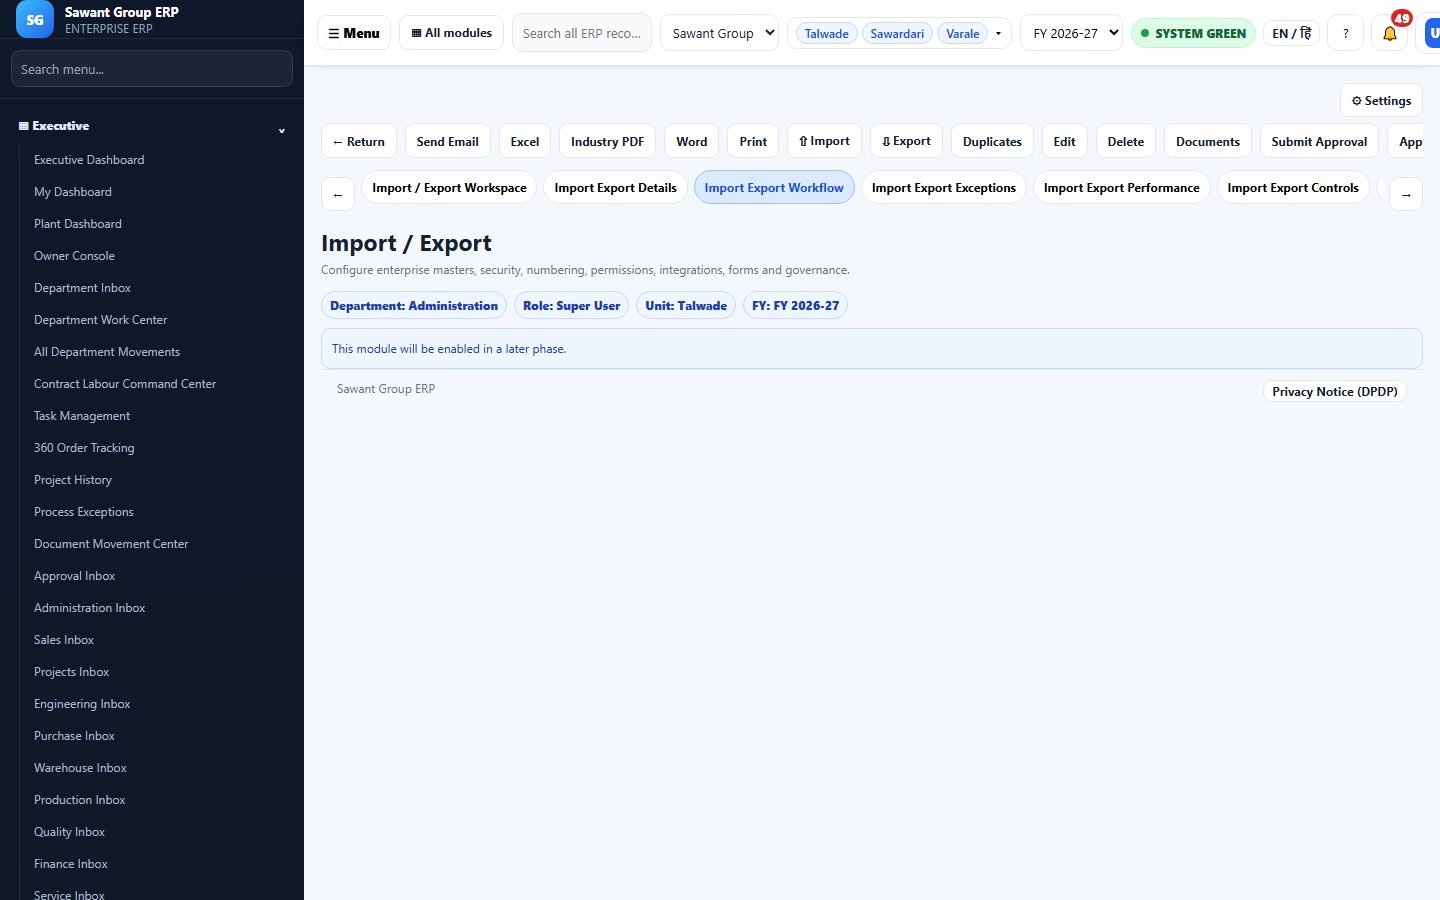 SG
Sawant Group ERP
ENTERPRISE ERP
Search menu...
Executive
Executive Dashboard
My Dashboard
Plant Dashboard
Owner Console
Department Inbox
Department Work Center
All Department Movements
Contract Labour Command Center
Task Management
360 Order Tracking
Project History
Process Exceptions
Document Movement Center
Approval Inbox
Administration Inbox
Sales Inbox
Projects Inbox
Engineering Inbox
Purchase Inbox
Warehouse Inbox
Production Inbox
Quality Inbox
Finance Inbox
Service Inbox
☰ Menu
All modules
Search all ERP reco...
Sawant Group
Talwade
Sawardari
Varale
FY 2026-27
SYSTEM GREEN
EN / हिं
?
49
U
⚙ Settings
← Return
Send Email
Excel
Industry PDF
Word
Print
⇧ Import
⇩ Export
Duplicates
Edit
Delete
Documents
Submit Approval
App
←
Import / Export Workspace
Import Export Details
Import Export Workflow
Import Export Exceptions
Import Export Performance
Import Export Controls
→
Import / Export
Configure enterprise masters, security, numbering, permissions, integrations, forms and governance.
Department: Administration
Role: Super User
Unit: Talwade
FY: FY 2026-27
This module will be enabled in a later phase.
Sawant Group ERP
Privacy Notice (DPDP)